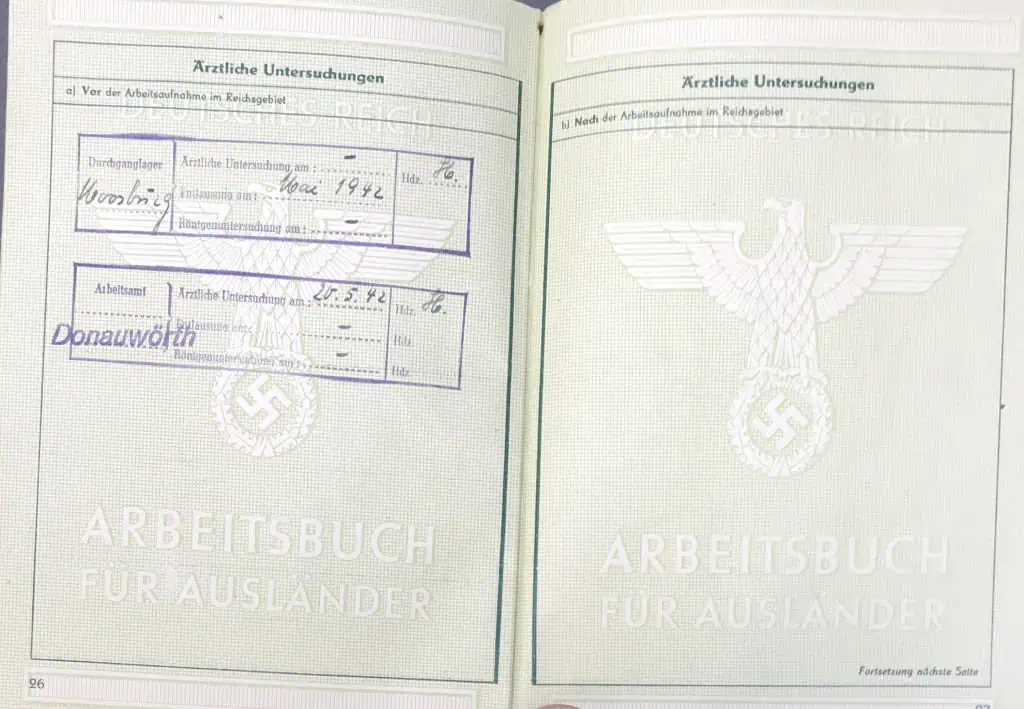 Ärztliche Untersuchungen
a) Vor der Arbeitsaufnahme im Reichsgebiet
DEUTSCHES REICH
Durchganglager
Moosburg
Ärztliche Untersuchung am: -
Entlausung am: Mai 1942
Röntgenuntersuchung am: -
Hdz. H.
Arbeitsamt
Donauwörth
Ärztliche Untersuchung am: 20. 5. 42 Hdz. H.
Entlausung am: - Hdz.
Röntgenuntersuchung am: - Hdz.
ARBEITSBUCH
FÜR AUSLÄNDER
26
Ärztliche Untersuchungen
b) Nach der Arbeitsaufnahme im Reichsgebiet
DEUTSCHES REICH
ARBEITSBUCH
FÜR AUSLÄNDER
Fortsetzung nächste Seite